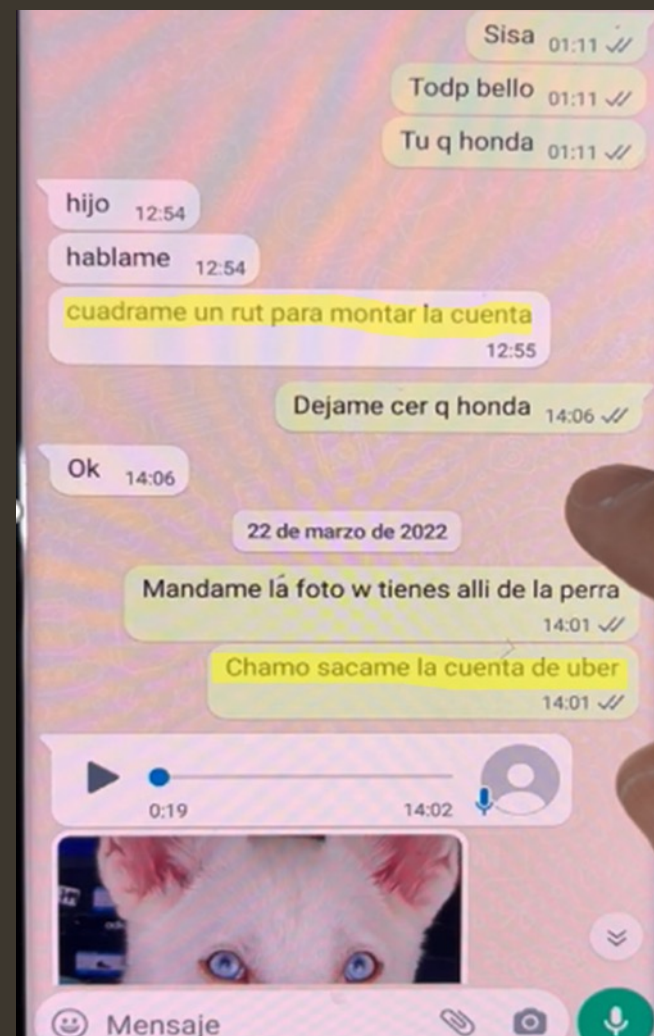 Sisa 01:11
Todp bello 01:11
Tu q honda 01:11
hijo 12:54
hablame 12:54
cuadrame un rut para montar la cuenta
12:55
Dejame cer q honda 14:06
Ok 14:06
22 de marzo de 2022
Mandame la foto w tienes alli de la perra
14:01
Chamo sacame la cuenta de uber
14:01
0:19 14:02
Mensaje